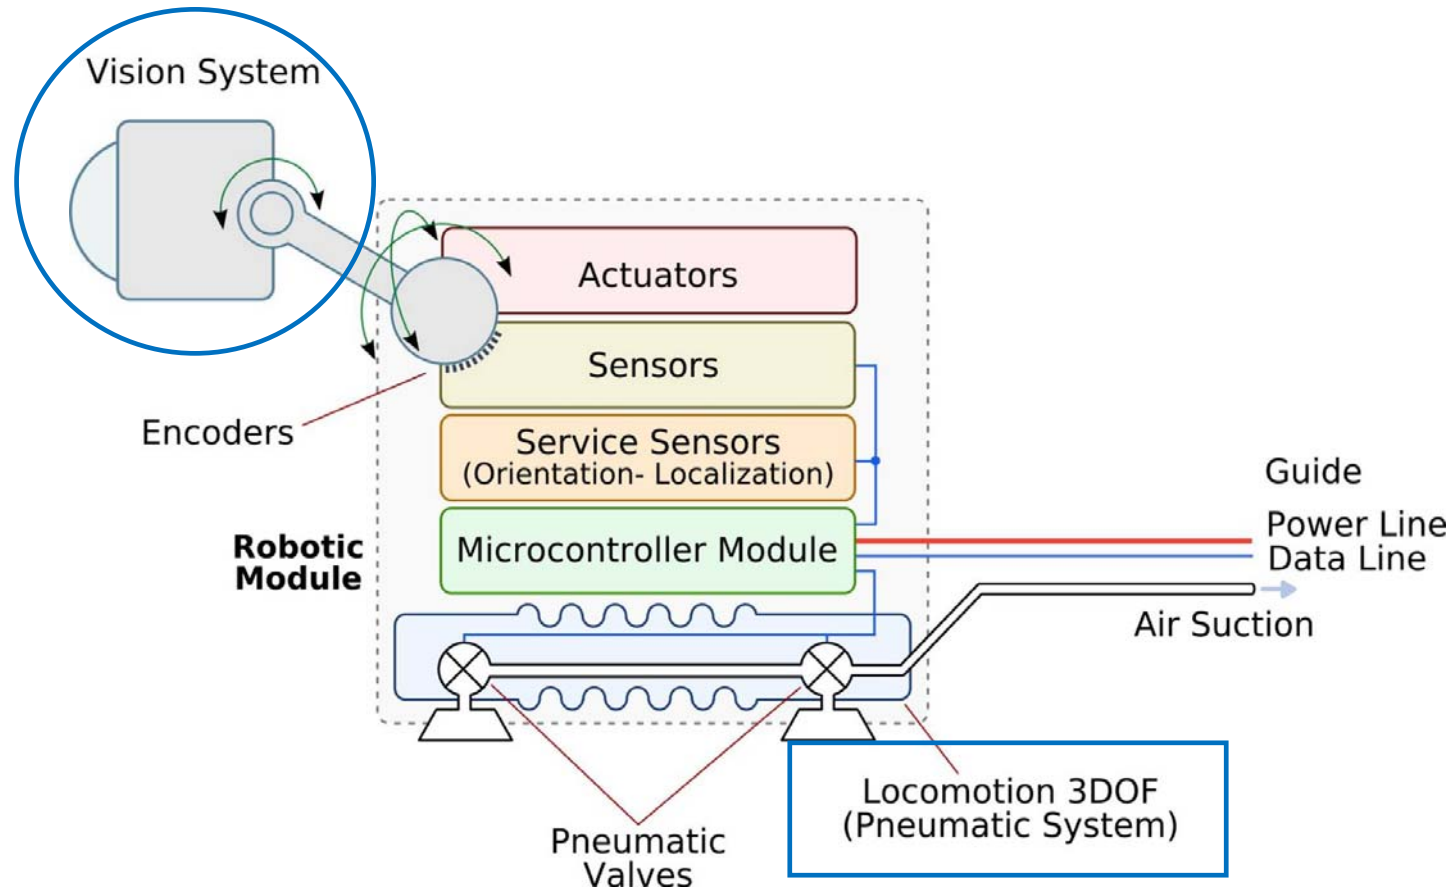 Vision System
Actuators
Sensors
Encoders
Service Sensors
(Orientation- Localization)
Guide
Power Line
Data Line
Robotic
Module
Microcontroller Module
Air Suction
Locomotion 3DOF
(Pneumatic System)
Pneumatic
Valves